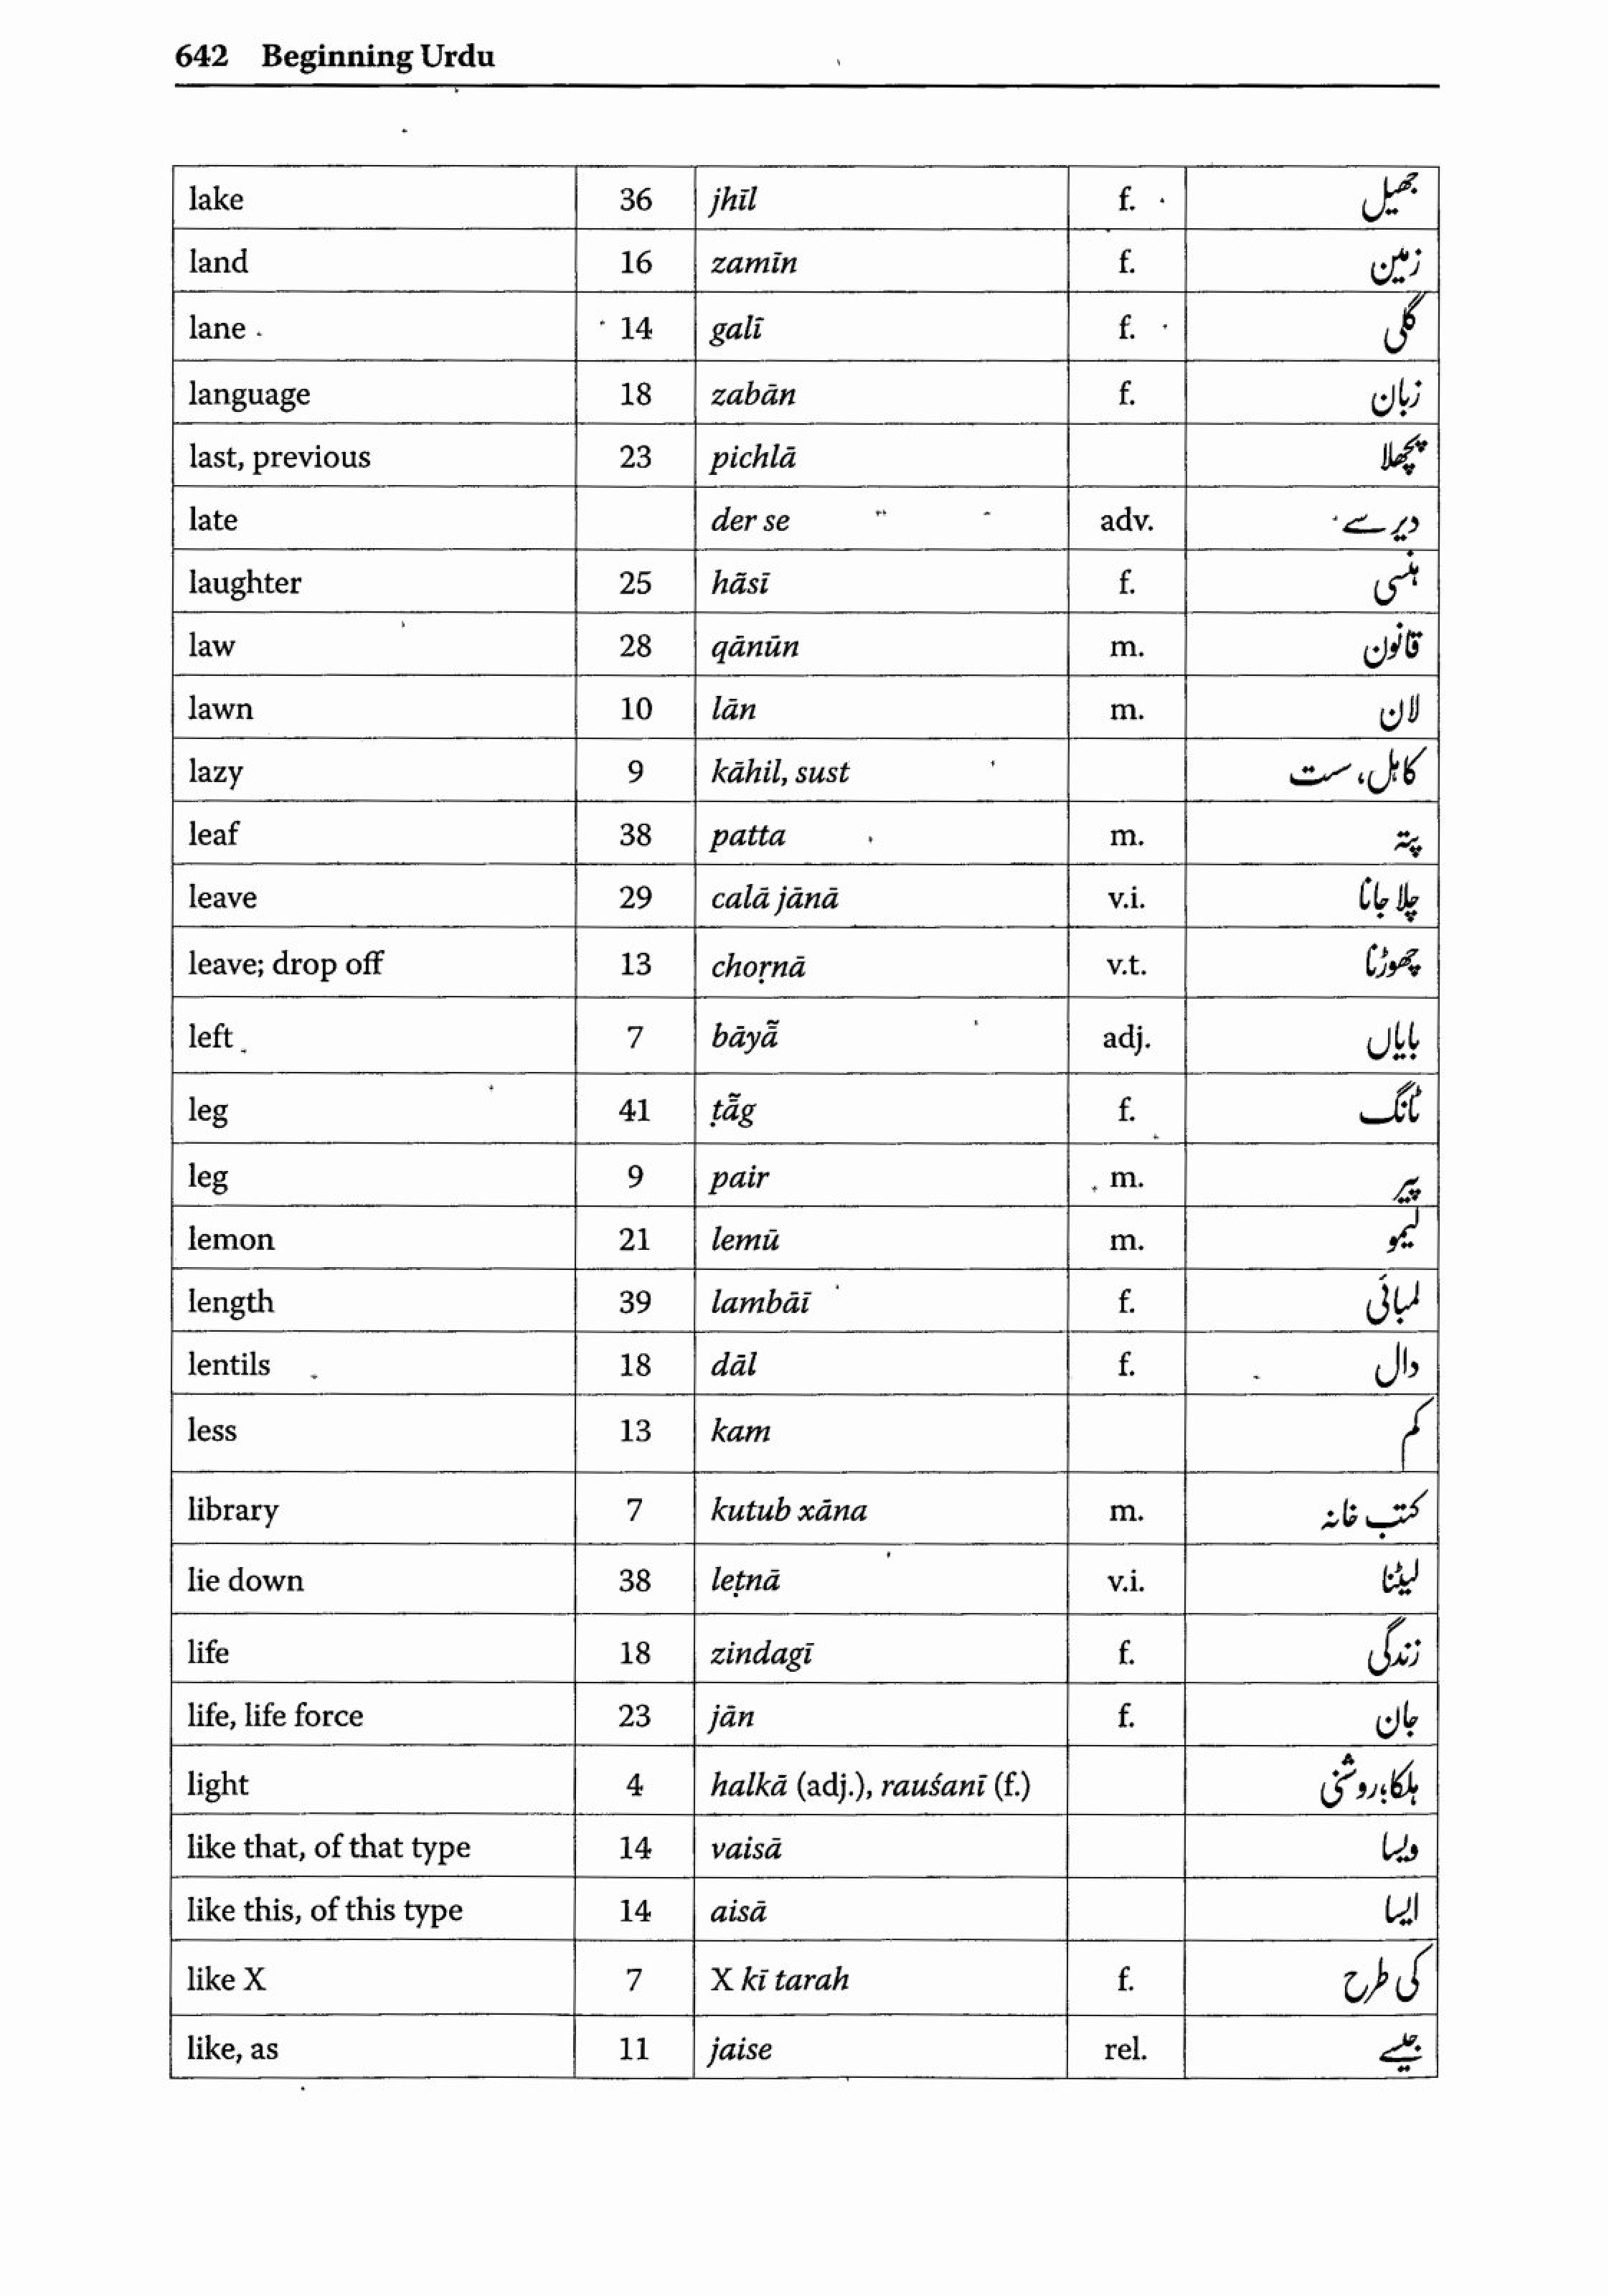 642 Beginning Urdu
lake 36 jhīl f. جھیل
land 16 zamīn f. زمین
lane 14 galī f. گلی
language 18 zabān f. زبان
last, previous 23 pichlā پچھلا
late der se adv. دیر سے
laughter 25 hãsī f. ہنسی
law 28 qānūn m. قانون
lawn 10 lān m. لان
lazy 9 kāhil, sust کاہل، ست
leaf 38 patta m. پتہ
leave 29 calā jānā v.i. چلا جانا
leave; drop off 13 choṛnā v.t. چھوڑنا
left 7 bāyā̃ adj. بایاں
leg 41 ṭā̃g f. ٹانگ
leg 9 pair m. پیر
lemon 21 lemū m. لیمو
length 39 lambāī f. لمبائی
lentils 18 dāl f. دال
less 13 kam کم
library 7 kutub xāna m. کتب خانہ
lie down 38 leṭnā v.i. لیٹنا
life 18 zindagī f. زندگی
life, life force 23 jān f. جان
light 4 halkā (adj.), rauśanī (f.) ہلکا؛ روشنی
like that, of that type 14 vaisā ویسا
like this, of this type 14 aisā ایسا
like X 7 X kī tarah f. کی طرح
like, as 11 jaise rel. جیسے